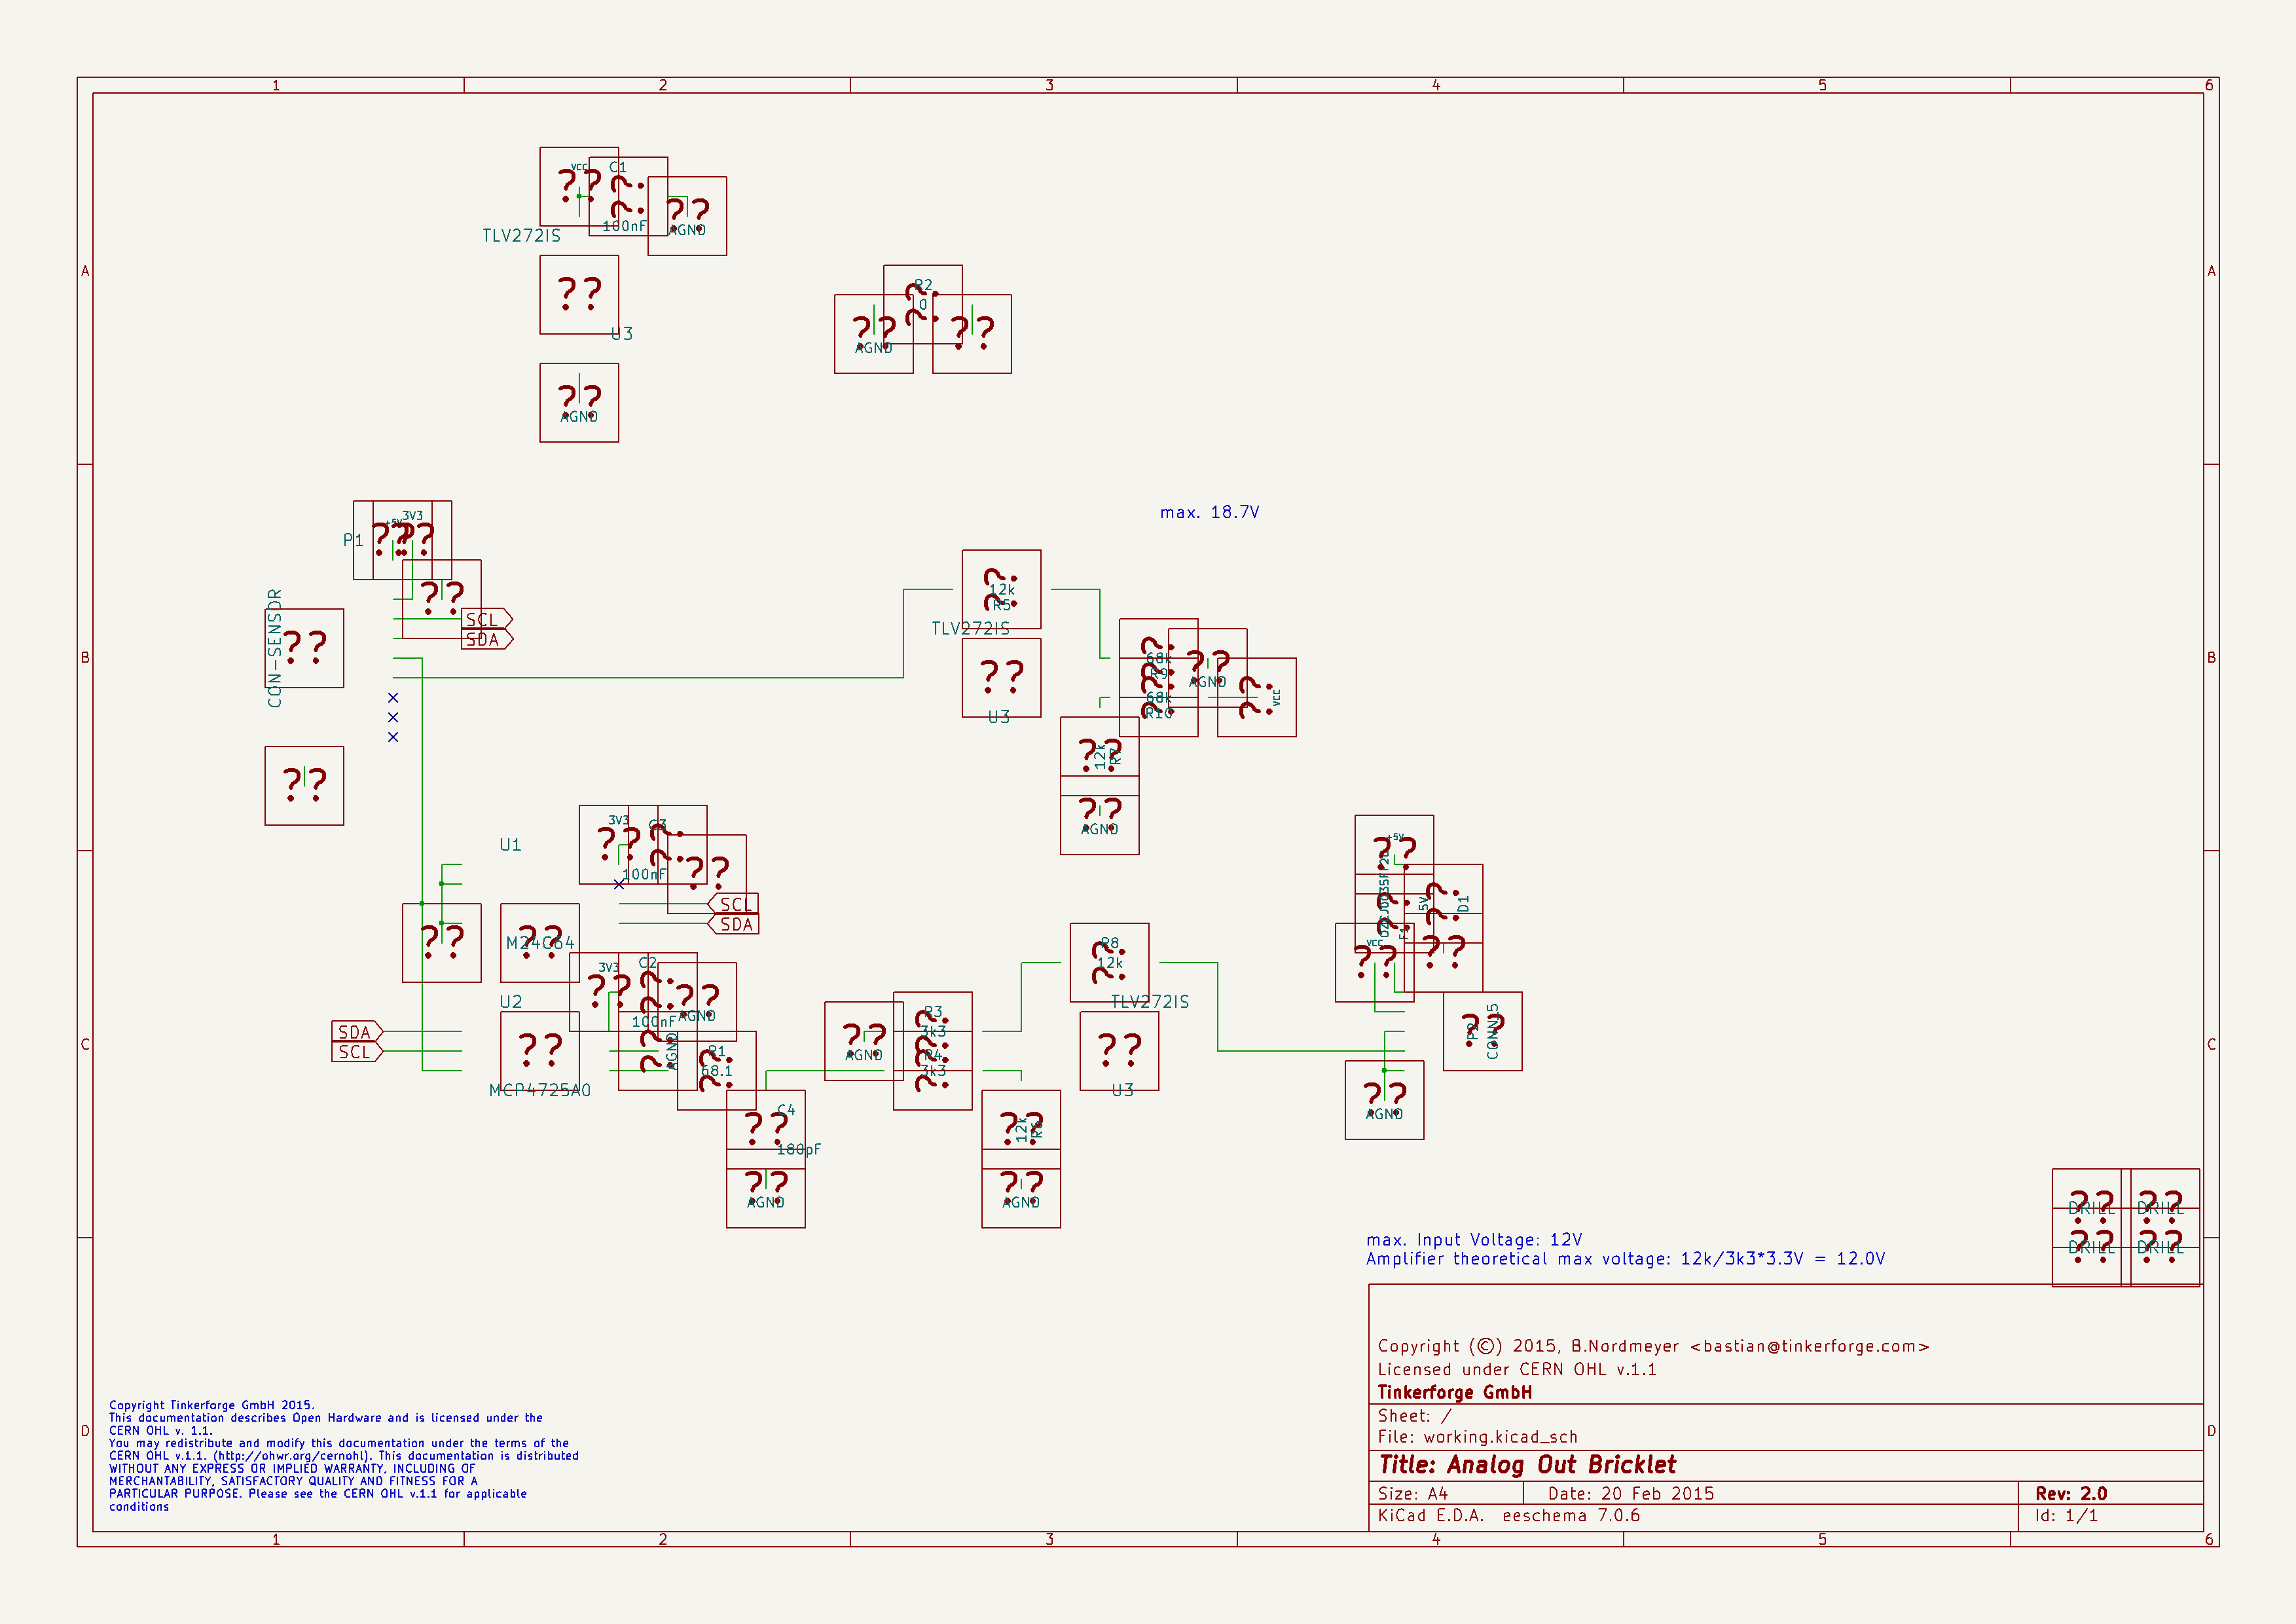 1 2 3 4 5 6
A A
B B
C C
D D
1 2 3 4 5 6
VCC
C1
??
100nF
AGND
TLV272IS
??
U3
??
AGND
R2
0
??
AGND
??
max. 18.7V
P1
+5V
3V3
??
SCL
SDA
CON-SENSOR
??
??
12k
R5
TLV272IS
??
U3
68k
R9
68k
R10
??
AGND
VCC
??
12k
R7
??
AGND
U1
3V3
C3
??
100nF
??
SCL
SDA
??
??
M24C64
3V3
C2
??
100nF
??
AGND
AGND
U2
SDA
SCL
??
MCP4725A0
R1
68.1
C4
??
180pF
??
AGND
??
AGND
R3
3k3
R4
3k3
??
12k
R6
??
AGND
R8
12k
TLV272IS
??
U3
+5V
??
F1
5V
D1
??
VCC
??
??
P2
CONN_5
??
AGND
??
DRILL
??
DRILL
??
DRILL
??
DRILL
max. Input Voltage: 12V
Amplifier theoretical max voltage: 12k/3k3*3.3V = 12.0V
Copyright (©) 2015, B.Nordmeyer <bastian@tinkerforge.com>
Licensed under CERN OHL v.1.1
Tinkerforge GmbH
Sheet: /
File: working.kicad_sch
Title: Analog Out Bricklet
Size: A4 Date: 20 Feb 2015 Rev: 2.0
KiCad E.D.A. eeschema 7.0.6 Id: 1/1
Copyright Tinkerforge GmbH 2015.
This documentation describes Open Hardware and is licensed under the
CERN OHL v. 1.1.
You may redistribute and modify this documentation under the terms of the
CERN OHL v.1.1. (http://ohwr.org/cernohl). This documentation is distributed
WITHOUT ANY EXPRESS OR IMPLIED WARRANTY, INCLUDING OF
MERCHANTABILITY, SATISFACTORY QUALITY AND FITNESS FOR A
PARTICULAR PURPOSE. Please see the CERN OHL v.1.1 for applicable
conditions